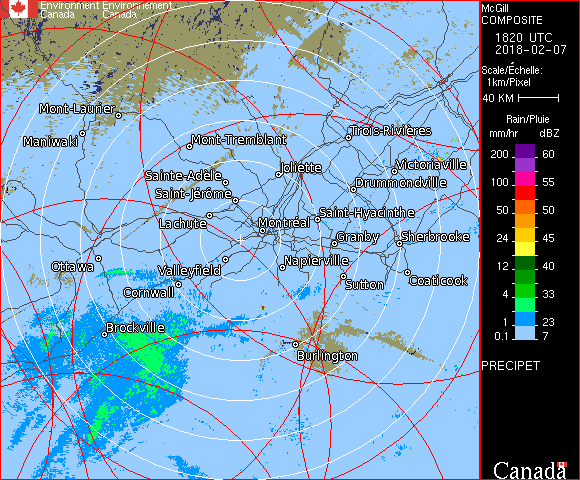 Environment Environnement
Canada Canada
McGill
COMPOSITE
1820 UTC
2018-02-07
Scale/Échelle:
1km/Pixel
40 KM
Rain/Pluie
mm/hr dBZ
200 60
100 55
75 53
50 50
24 45
12 40
4 33
1 23
0.1 7
PRECIPET
Canada
Mont-Laurier
Maniwaki
Mont-Tremblant
Trois-Rivières
Joliette
Victoriaville
Sainte-Adèle
Drummondville
Saint-Jérôme
Lachute
Saint-Hyacinthe
Montréal
Granby
Sherbrooke
Ottawa
Valleyfield
Napierville
Cornwall
Sutton
Coaticook
Brockville
Burlington